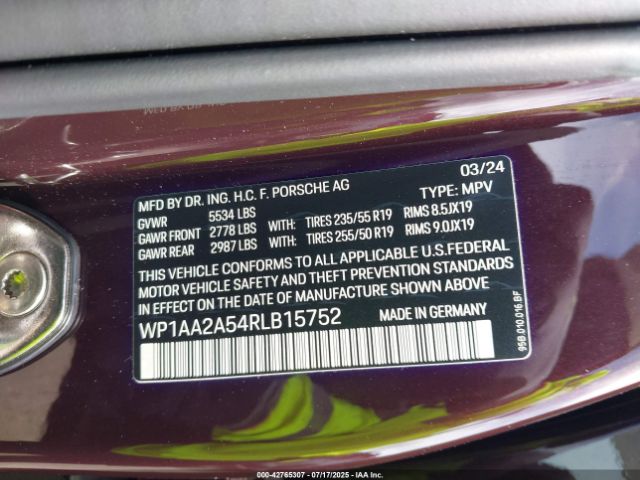 03/24
MFD BY DR. ING. H.C. F. PORSCHE AG
TYPE: MPV
GVWR 5534 LBS
GAWR FRONT 2778 LBS WITH: TIRES 235/55 R19 RIMS 8.5JX19
GAWR REAR 2987 LBS WITH: TIRES 255/50 R19 RIMS 9.0JX19
THIS VEHICLE CONFORMS TO ALL APPLICABLE U.S.FEDERAL
MOTOR VEHICLE SAFETY AND THEFT PREVENTION STANDARDS
IN EFFECT ON THE DATE OF MANUFACTURE SHOWN ABOVE
WP1AA2A54RLB15752
MADE IN GERMANY
95B.010.016.BF
000-42765307 - 07/17/2025 - IAA Inc.